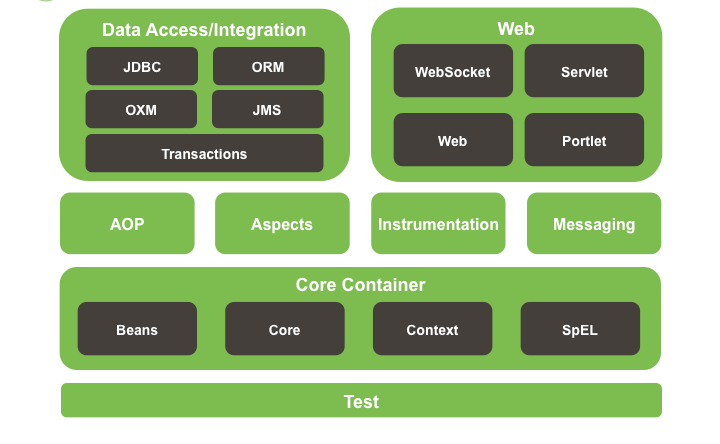 Data Access/Integration
JDBC
ORM
OXM
JMS
Transactions
Web
WebSocket
Servlet
Web
Portlet
AOP
Aspects
Instrumentation
Messaging
Core Container
Beans
Core
Context
SpEL
Test